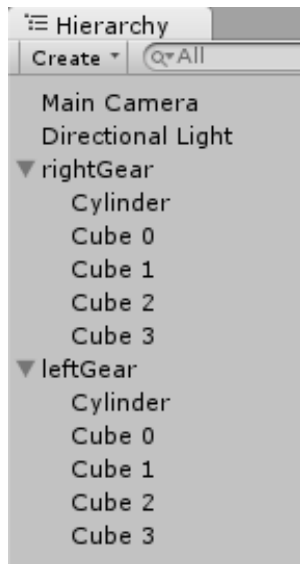 Hierarchy
Create All
Main Camera
Directional Light
rightGear
Cylinder
Cube 0
Cube 1
Cube 2
Cube 3
leftGear
Cylinder
Cube 0
Cube 1
Cube 2
Cube 3